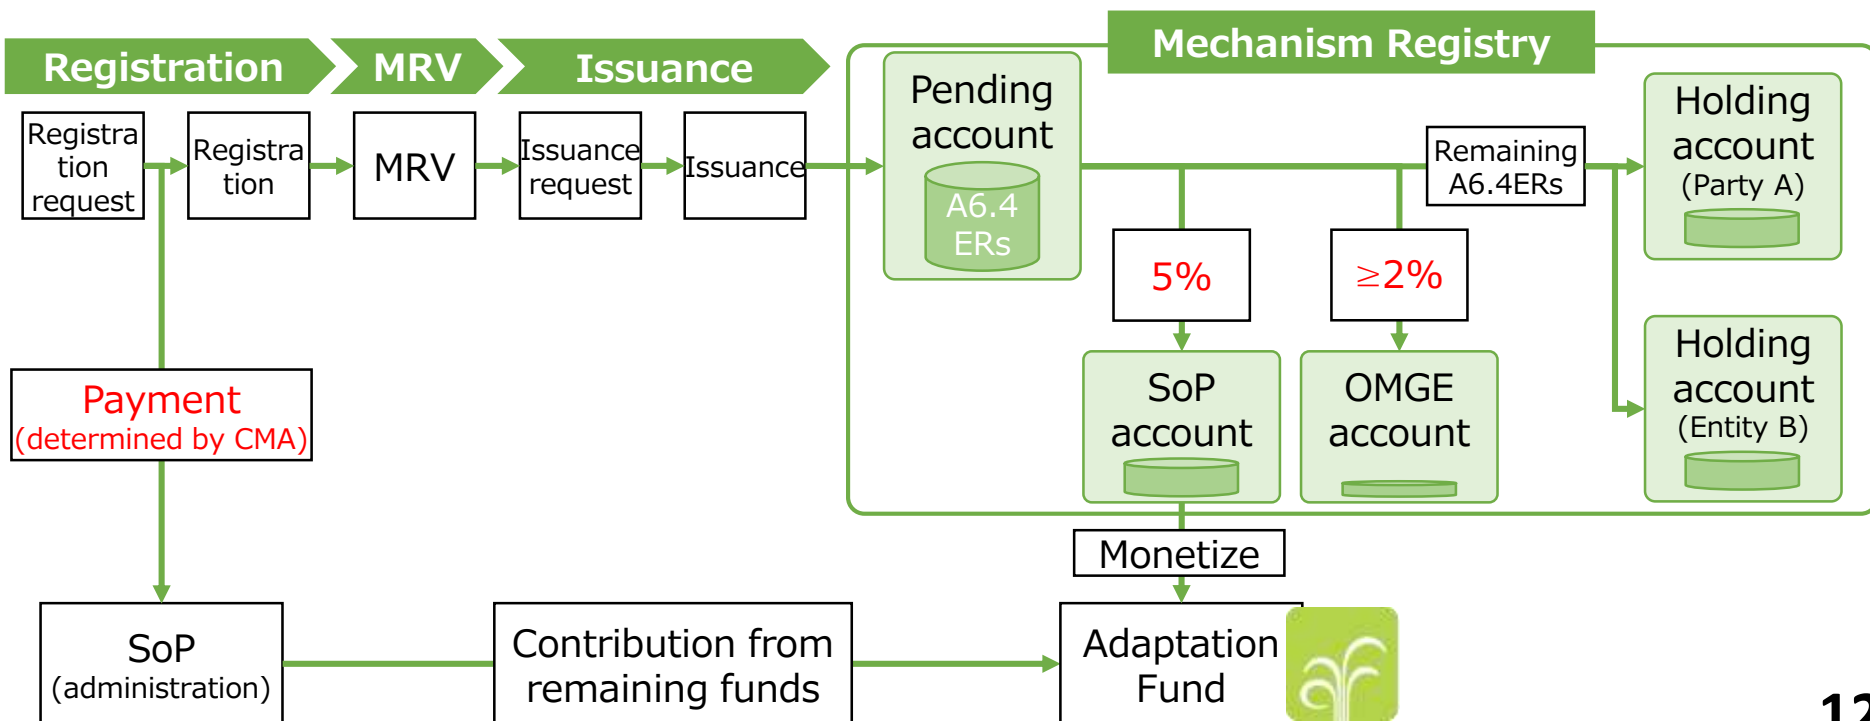 Mechanism Registry
Registration
MRV
Issuance
Registra
tion
request
Registra
tion
MRV
Issuance
request
Issuance
Pending
account
A6.4
ERs
Remaining
A6.4ERs
Holding
account
(Party A)
5%
≥2%
SoP
account
OMGE
account
Holding
account
(Entity B)
Payment
(determined by CMA)
Monetize
SoP
(administration)
Contribution from
remaining funds
Adaptation
Fund
12